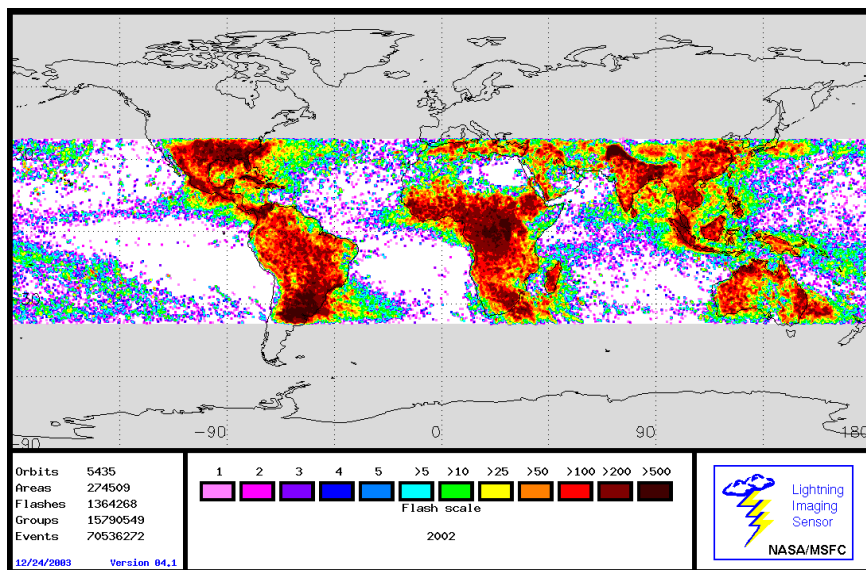 -30
-90 -90 0 90 180
Orbits 5435
Areas 274509
Flashes 1364268
Groups 15790549
Events 70536272
12/24/2003 Version 04.1
1 2 3 4 5 >5 >10 >25 >50 >100 >200 >500
Flash scale
2002
Lightning
Imaging
Sensor
NASA/MSFC